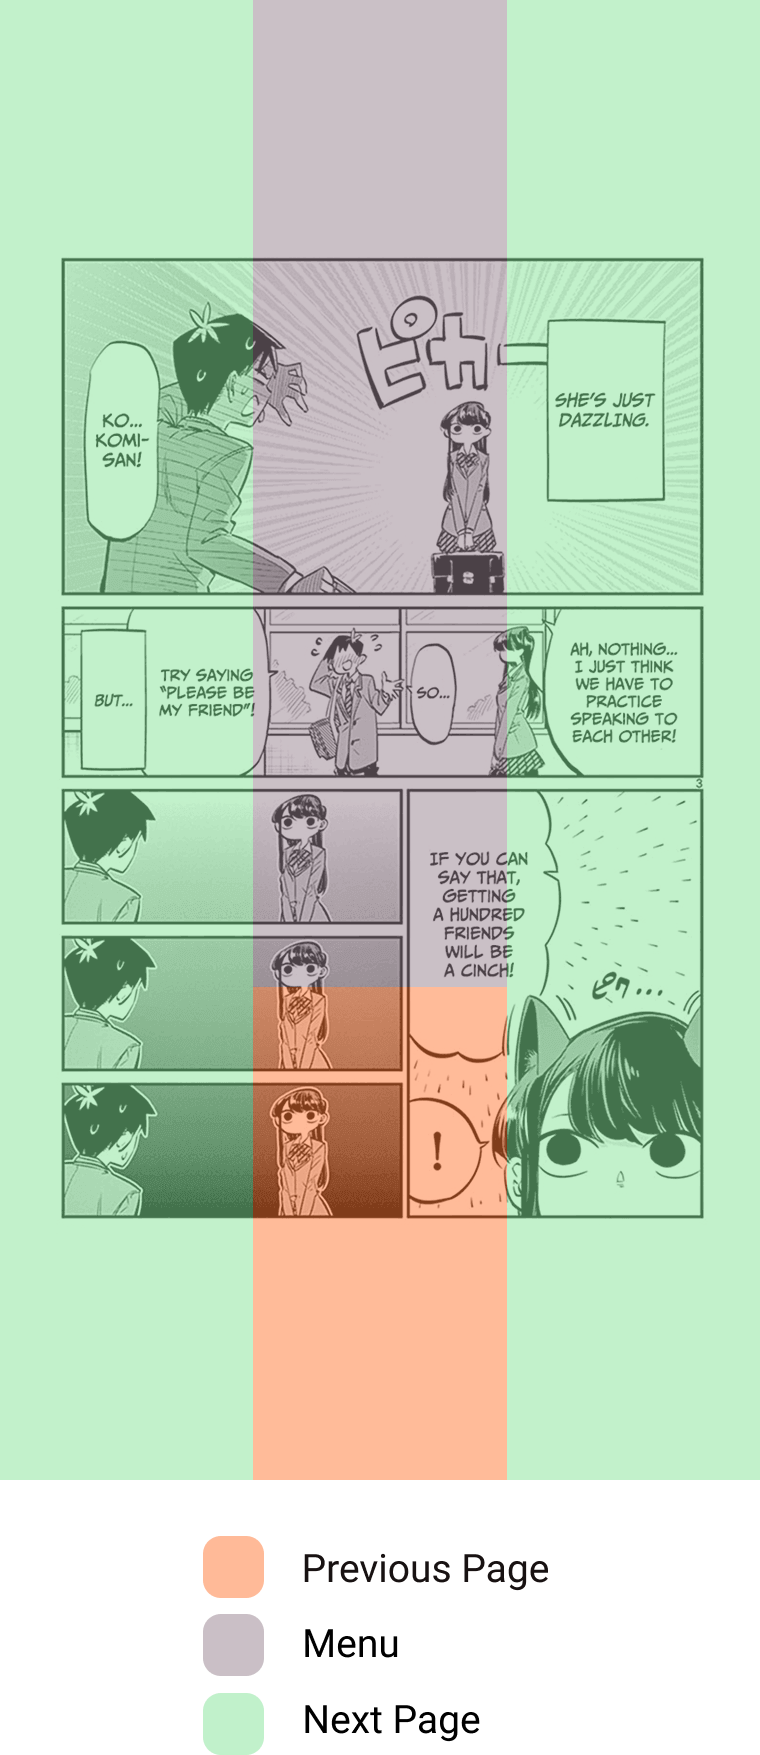 ピカー
SHE'S JUST
DAZZLING.
KO...
KOMI-
SAN!
AH, NOTHING...
I JUST THINK
WE HAVE TO
PRACTICE
SPEAKING TO
EACH OTHER!
SO...
TRY SAYING
"PLEASE BE
MY FRIEND"!
BUT...
3
IF YOU CAN
SAY THAT,
GETTING
A HUNDRED
FRIENDS
WILL BE
A CINCH!
ピク...
!
Previous Page
Menu
Next Page